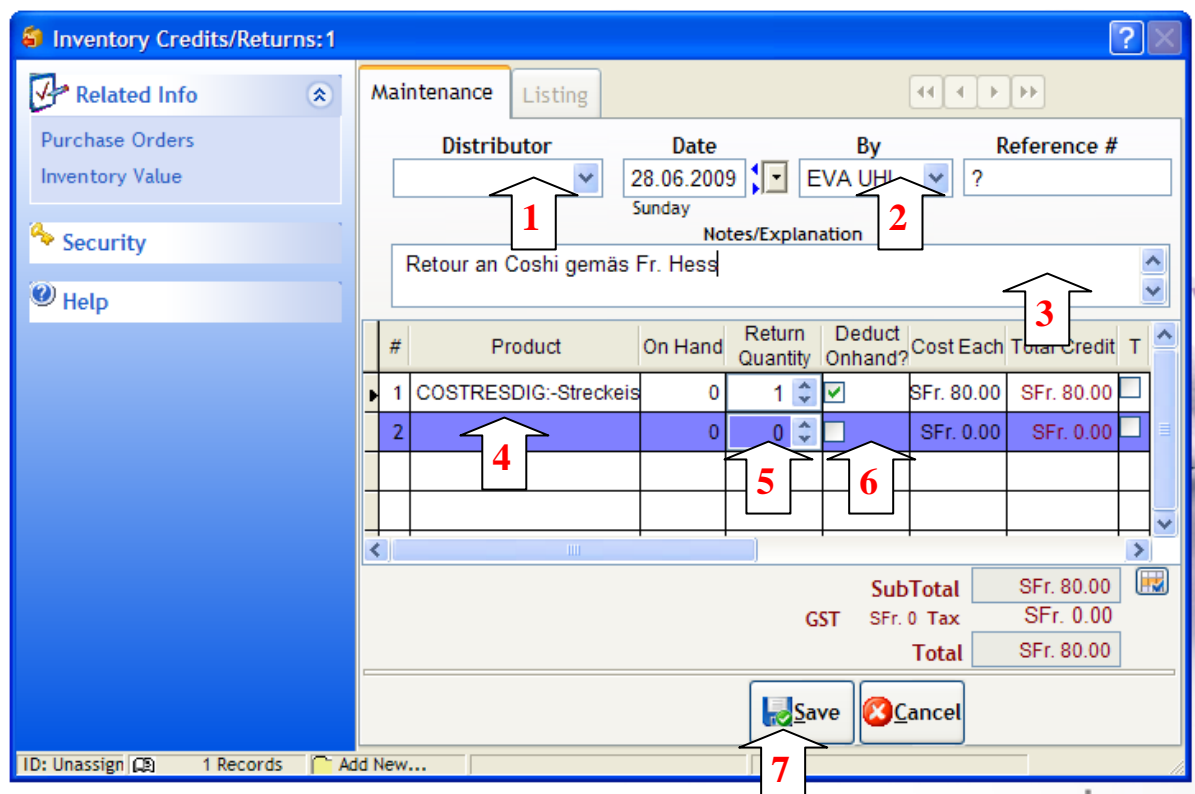 Inventory Credits/Returns:1
?
Related Info
Purchase Orders
Inventory Value
Security
Help
Maintenance Listing
Distributor Date By Reference #
28.06.2009 EVA UHL ?
Sunday
1 2
Notes/Explanation
Retour an Coshi gemäs Fr. Hess
3
# Product On Hand Return Quantity Deduct Onhand? Cost Each Total Credit T
1 COSTRESDIG:-Streckeis 0 1 SFr. 80.00 SFr. 80.00
2 0 0 SFr. 0.00 SFr. 0.00
4 5 6
SubTotal SFr. 80.00
GST SFr. 0 Tax SFr. 0.00
Total SFr. 80.00
Save Cancel
7
ID: Unassign 1 Records Add New...